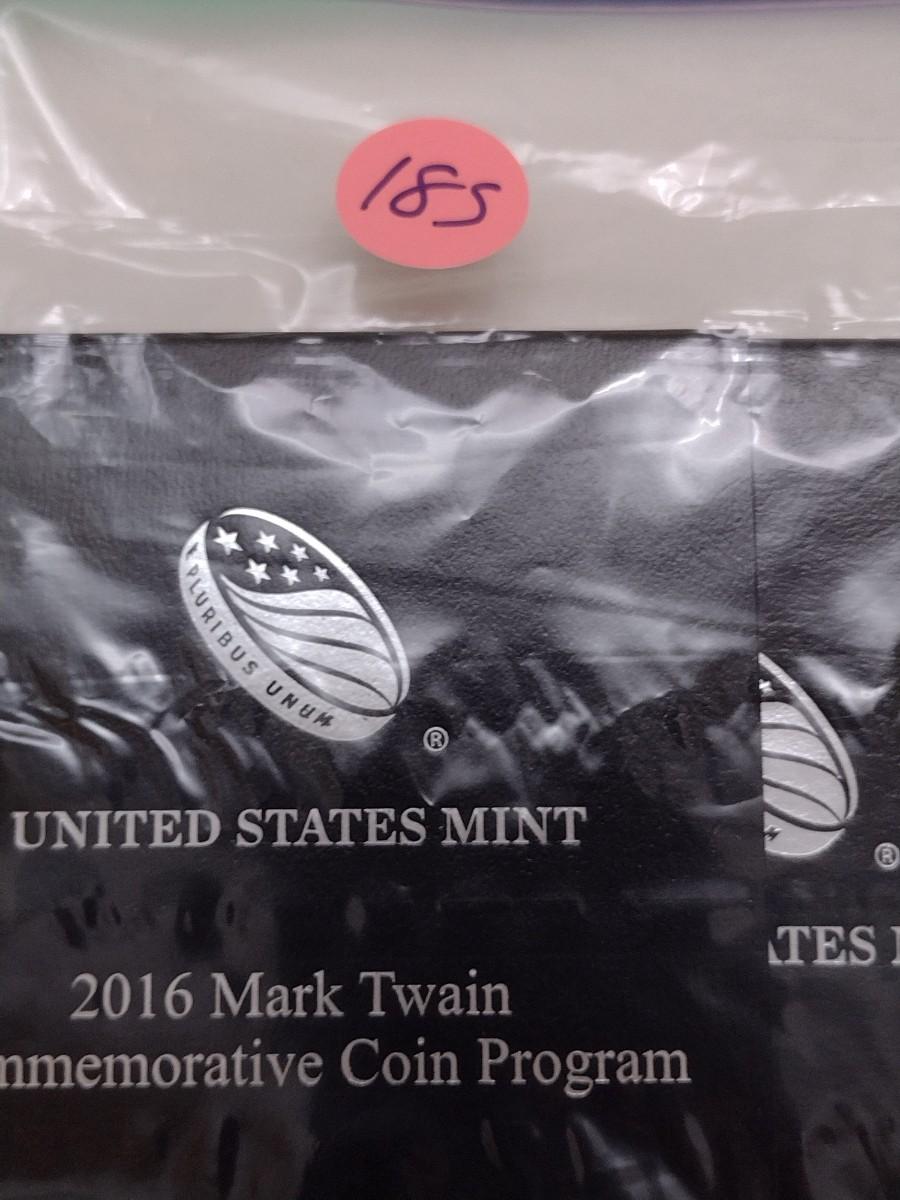 185
PLURIBUS UNUM
®
UNITED STATES MINT
2016 Mark Twain
mmemorative Coin Program
®
ATES